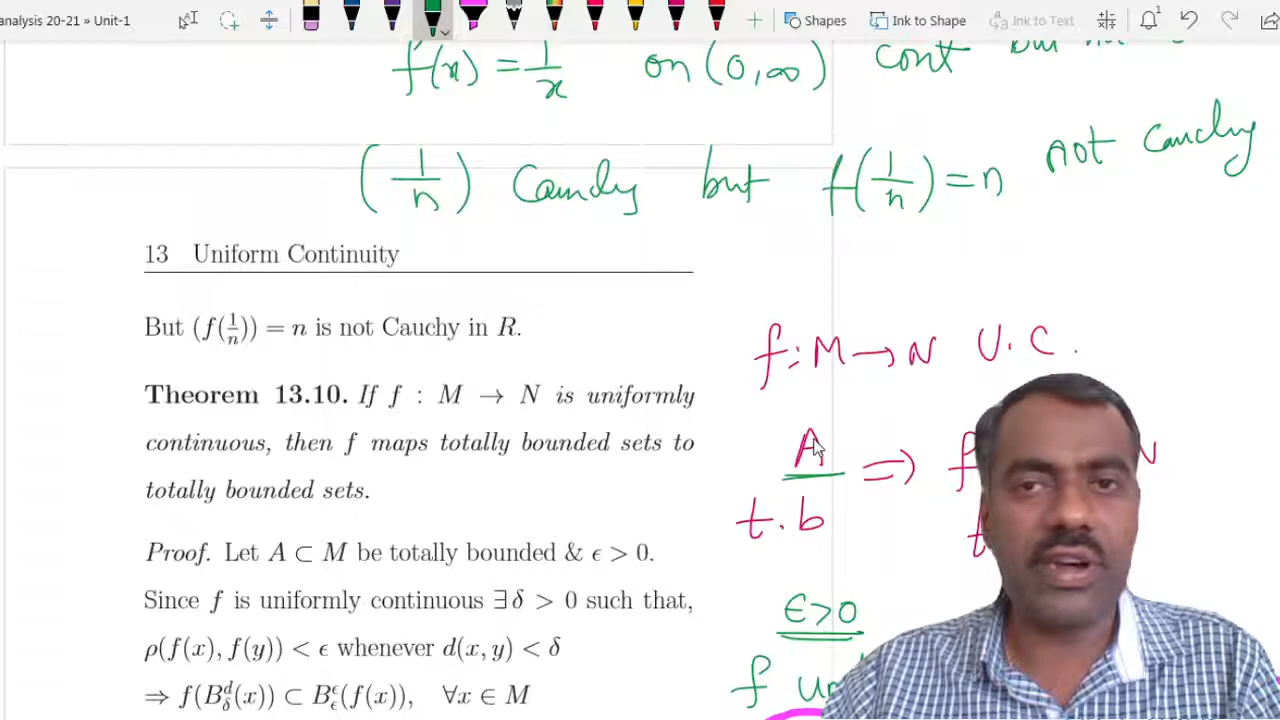 analysis 20-21 » Unit-1
Shapes
Ink to Shape
Ink to Text
f(x) = 1/x on (0, ∞) cont but
(1/n) Cauchy but f(1/n) = n not Cauchy
13 Uniform Continuity
But (f(1/n)) = n is not Cauchy in R.
Theorem 13.10. If f : M → N is uniformly
continuous, then f maps totally bounded sets to
totally bounded sets.
Proof. Let A ⊂ M be totally bounded & ϵ > 0.
Since f is uniformly continuous ∃ δ > 0 such that,
ρ(f(x), f(y)) < ϵ whenever d(x, y) < δ
⇒ f(B_δ^d(x)) ⊂ B_ϵ^ϵ(f(x)), ∀x ∈ M
f : M → N U.C.
A ⇒ f
t.b
ϵ>0
f